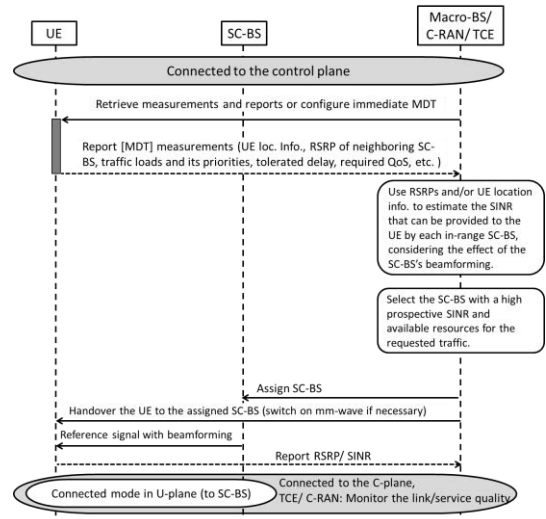 UE
SC-BS
Macro-BS/
C-RAN/ TCE
Connected to the control plane
Retrieve measurements and reports or configure immediate MDT
Report [MDT] measurements (UE loc. Info., RSRP of neighboring SC-
BS, traffic loads and its priorities, tolerated delay, required QoS, etc. )
Use RSRPs and/or UE location
info. to estimate the SINR
that can be provided to the
UE by each in-range SC-BS,
considering the effect of the
SC-BS's beamforming.
Select the SC-BS with a high
prospective SINR and
available resources for the
requested traffic.
Assign SC-BS
Handover the UE to the assigned SC-BS (switch on mm-wave if necessary)
Reference signal with beamforming
Report RSRP/ SINR
Connected mode in U-plane (to SC-BS)
Connected to the C-plane,
TCE/ C-RAN: Monitor the link/service quality